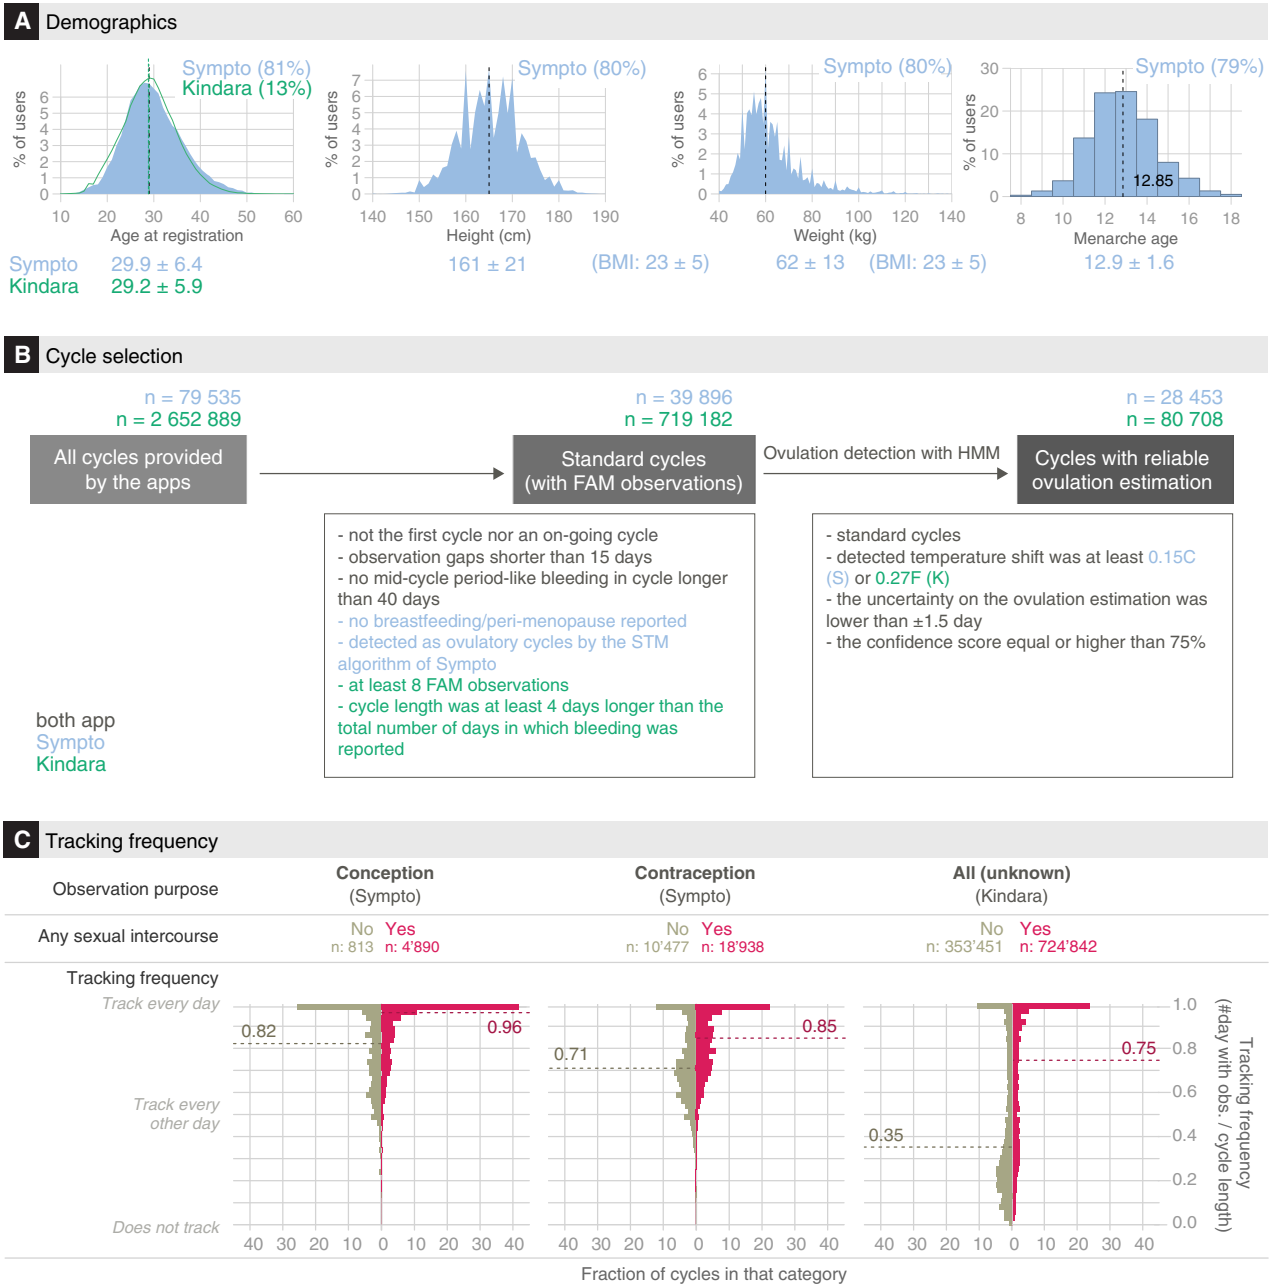 A Demographics
Sympto (81%)
Kindara (13%)
% of users
6
5
4
3
2
1
0
10 20 30 40 50 60
Age at registration
Sympto 29.9 ± 6.4
Kindara 29.2 ± 5.9
Sympto (80%)
% of users
7
6
5
4
3
2
1
0
140 150 160 170 180 190
Height (cm)
161 ± 21 (BMI: 23 ± 5)
Sympto (80%)
% of users
6
5
4
3
2
1
0
40 60 80 100 120 140
Weight (kg)
62 ± 13 (BMI: 23 ± 5)
Sympto (79%)
% of users
30
20
10
0
12.85
8 10 12 14 16 18
Menarche age
12.9 ± 1.6
B Cycle selection
n = 79 535
n = 2 652 889
All cycles provided
by the apps
n = 39 896
n = 719 182
Standard cycles
(with FAM observations)
Ovulation detection with HMM
n = 28 453
n = 80 708
Cycles with reliable
ovulation estimation
- not the first cycle nor an on-going cycle
- observation gaps shorter than 15 days
- no mid-cycle period-like bleeding in cycle longer
than 40 days
- no breastfeeding/peri-menopause reported
- detected as ovulatory cycles by the STM
algorithm of Sympto
- at least 8 FAM observations
- cycle length was at least 4 days longer than the
total number of days in which bleeding was
reported
- standard cycles
- detected temperature shift was at least 0.15C
(S) or 0.27F (K)
- the uncertainty on the ovulation estimation was
lower than ±1.5 day
- the confidence score equal or higher than 75%
both app
Sympto
Kindara
C Tracking frequency
Observation purpose
Conception
(Sympto)
Contraception
(Sympto)
All (unknown)
(Kindara)
Any sexual intercourse
No Yes
n: 813 n: 4'890
No Yes
n: 10'477 n: 18'938
No Yes
n: 353'451 n: 724'842
Tracking frequency
Track every day
Track every
other day
Does not track
0.82
0.96
0.71
0.85
0.35
0.75
1.0
0.8
0.6
0.4
0.2
0.0
Tracking frequency
(#day with obs. / cycle length)
40 30 20 10 0 10 20 30 40
40 30 20 10 0 10 20 30 40
40 30 20 10 0 10 20 30 40
Fraction of cycles in that category